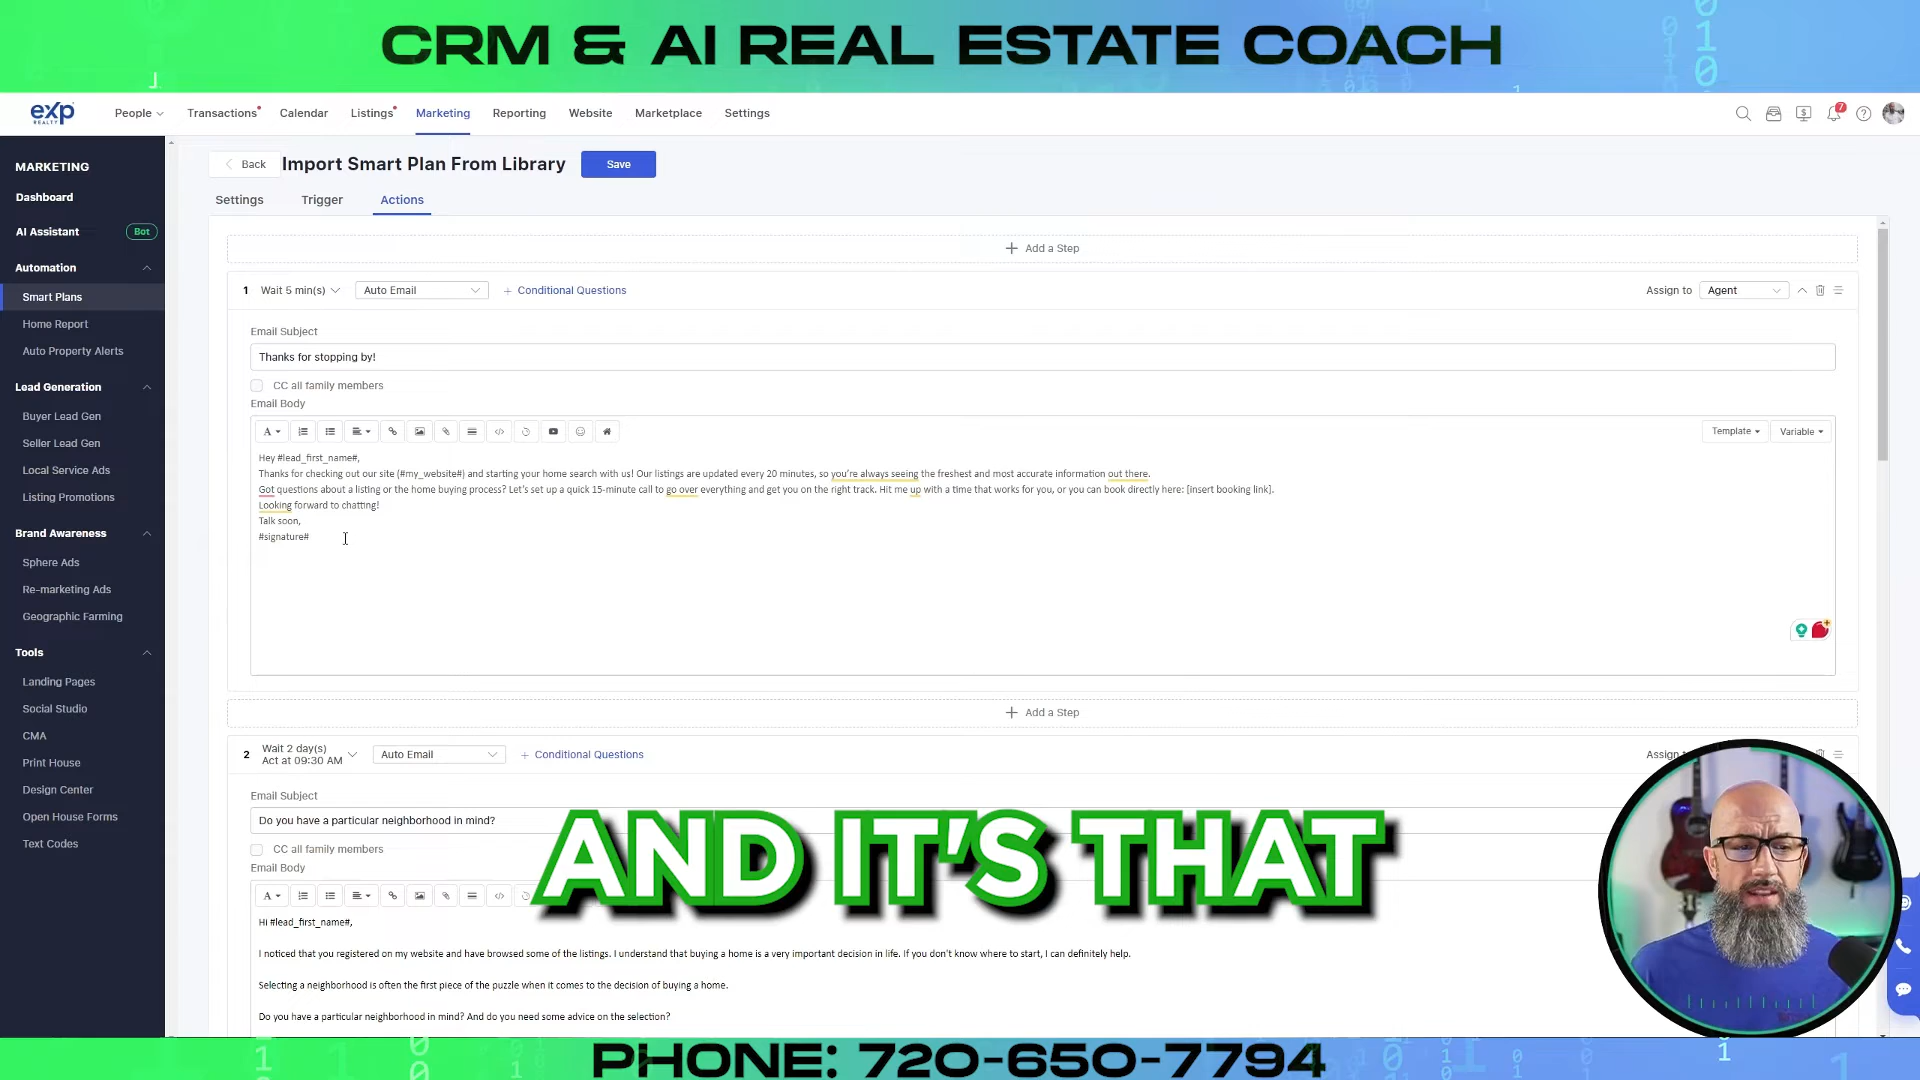 CRM & AI REAL ESTATE COACH
exp
REALTY
People
Transactions
Calendar
Listings
Marketing
Reporting
Website
Marketplace
Settings
7
MARKETING
Dashboard
AI Assistant
Bot
Automation
Smart Plans
Home Report
Auto Property Alerts
Lead Generation
Buyer Lead Gen
Seller Lead Gen
Local Service Ads
Listing Promotions
Brand Awareness
Sphere Ads
Re-marketing Ads
Geographic Farming
Tools
Landing Pages
Social Studio
CMA
Print House
Design Center
Open House Forms
Text Codes
Back
Import Smart Plan From Library
Save
Settings
Trigger
Actions
+ Add a Step
1
Wait 5 min(s)
Auto Email
+ Conditional Questions
Assign to
Agent
Email Subject
Thanks for stopping by!
CC all family members
Email Body
Template
Variable
Hey #lead_first_name#,
Thanks for checking out our site (#my_website#) and starting your home search with us! Our listings are updated every 20 minutes, so you're always seeing the freshest and most accurate information out there.
Got questions about a listing or the home buying process? Let's set up a quick 15-minute call to go over everything and get you on the right track. Hit me up with a time that works for you, or you can book directly here: [insert booking link].
Looking forward to chatting!
Talk soon,
#signature#
+ Add a Step
2
Wait 2 day(s)
Act at 09:30 AM
Auto Email
+ Conditional Questions
Email Subject
Do you have a particular neighborhood in mind?
CC all family members
Email Body
Hi #lead_first_name#,
I noticed that you registered on my website and have browsed some of the listings. I understand that buying a home is a very important decision in life. If you don't know where to start, I can definitely help.
Selecting a neighborhood is often the first piece of the puzzle when it comes to the decision of buying a home.
Do you have a particular neighborhood in mind? And do you need some advice on the selection?
AND IT'S THAT
PHONE: 720-650-7794